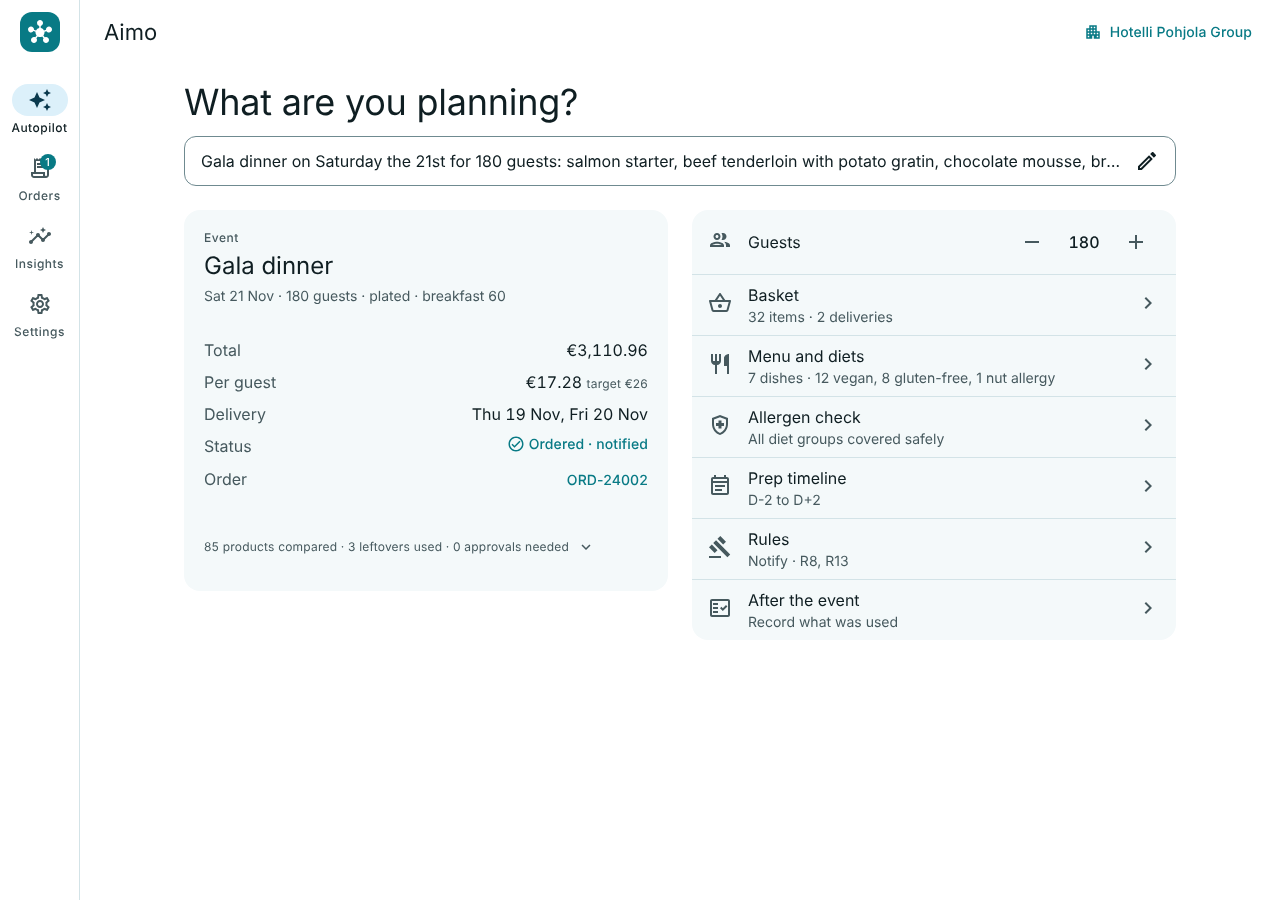 Aimo
Hotelli Pohjola Group
Autopilot
1
Orders
Insights
Settings
What are you planning?
Gala dinner on Saturday the 21st for 180 guests: salmon starter, beef tenderloin with potato gratin, chocolate mousse, br...
Event
Gala dinner
Sat 21 Nov · 180 guests · plated · breakfast 60
Total €3,110.96
Per guest €17.28 target €26
Delivery Thu 19 Nov, Fri 20 Nov
Status Ordered · notified
Order ORD-24002
85 products compared · 3 leftovers used · 0 approvals needed
Guests 180
Basket
32 items · 2 deliveries
Menu and diets
7 dishes · 12 vegan, 8 gluten-free, 1 nut allergy
Allergen check
All diet groups covered safely
Prep timeline
D-2 to D+2
Rules
Notify · R8, R13
After the event
Record what was used